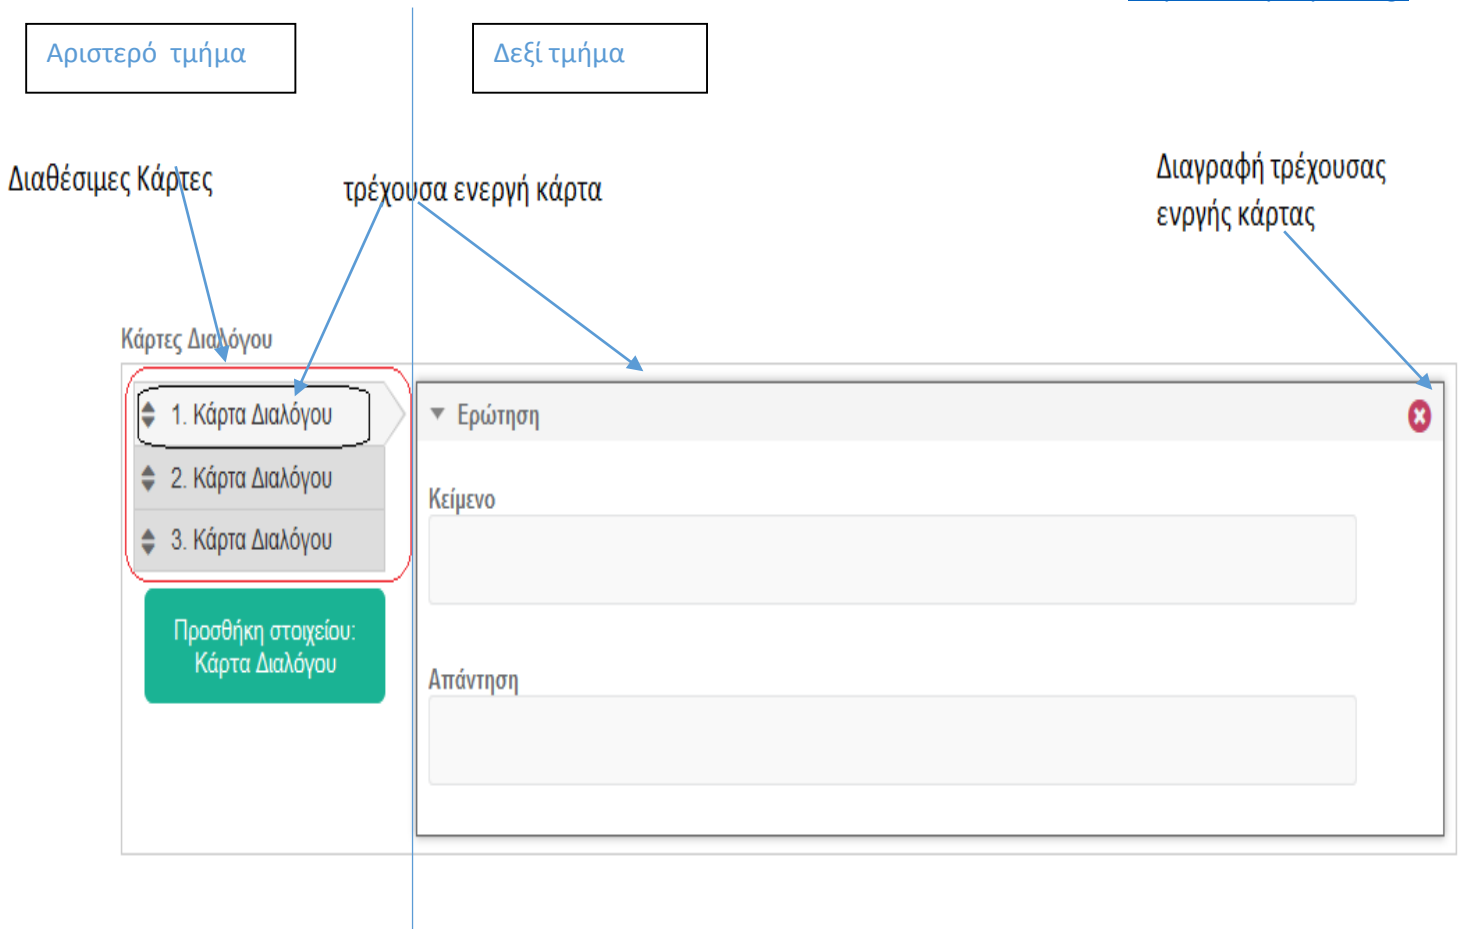 Αριστερό τμήμα
Δεξί τμήμα
Διαθέσιμες Κάρτες
τρέχουσα ενεργή κάρτα
Διαγραφή τρέχουσας
ενργής κάρτας
Κάρτες Διαλόγου
1. Κάρτα Διαλόγου
2. Κάρτα Διαλόγου
3. Κάρτα Διαλόγου
Προσθήκη στοιχείου:
Κάρτα Διαλόγου
Ερώτηση
Κείμενο
Απάντηση